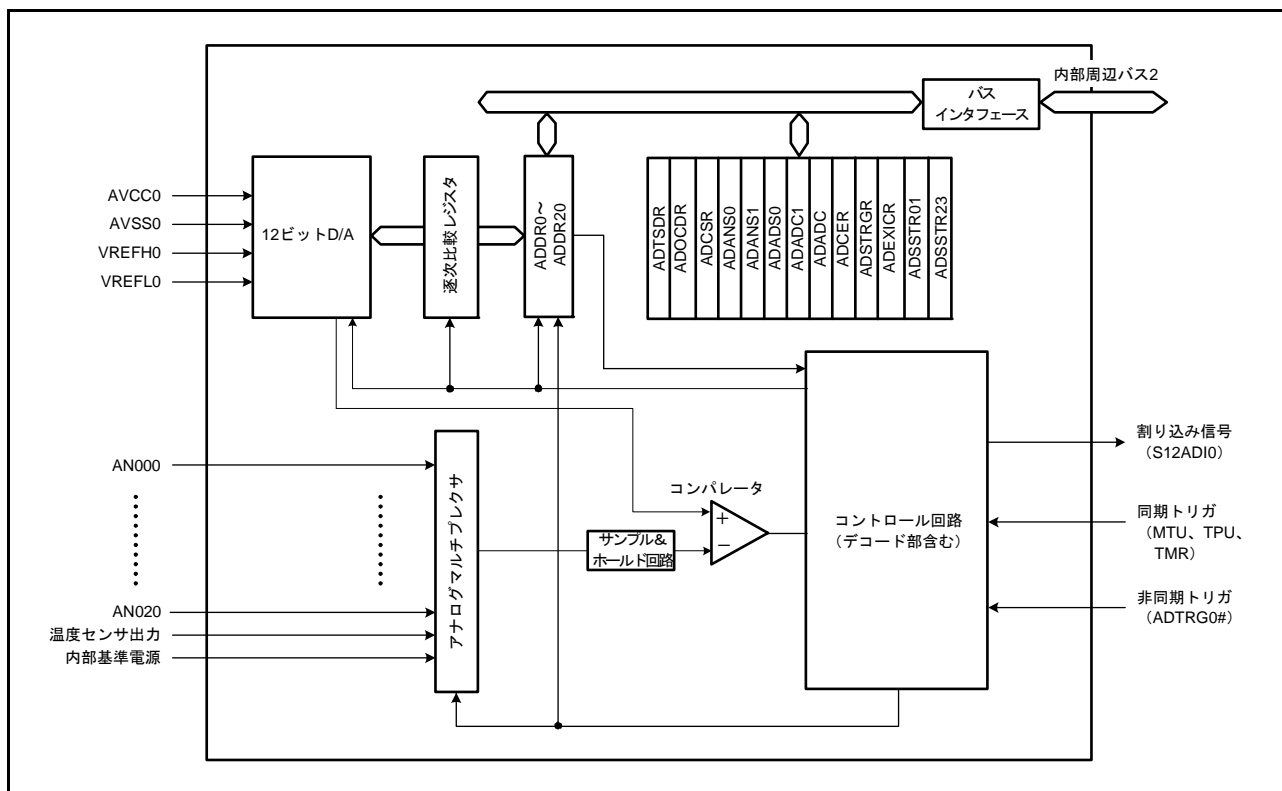 内部周辺バス2
バス
インタフェース
AVCC0
AVSS0
VREFH0
VREFL0
12ビットD/A
逐次比較レジスタ
ADDR0～
ADDR20
ADTSDR
ADOCDR
ADCSR
ADANS0
ADANS1
ADADS0
ADADC1
ADADC
ADCER
ADSTRGR
ADEXICR
ADSSTR01
ADSSTR23
AN000
AN020
温度センサ出力
内部基準電源
アナログマルチプレクサ
サンプル&
ホールド回路
コンパレータ
+
−
コントロール回路
(デコード部含む)
割り込み信号
(S12ADI0)
同期トリガ
(MTU、TPU、
TMR)
非同期トリガ
(ADTRG0#)